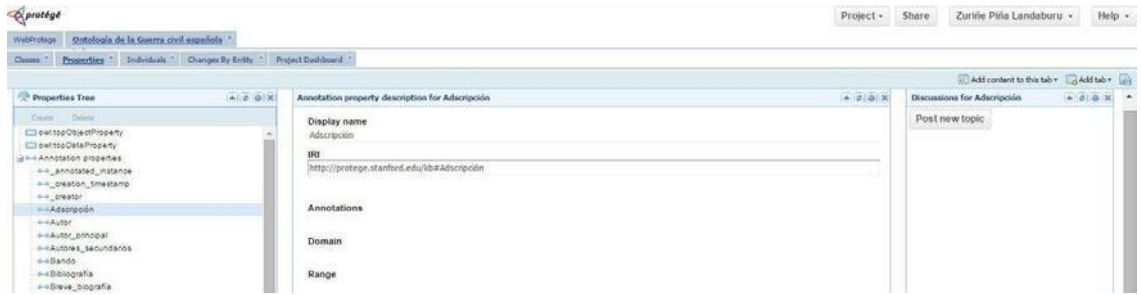 protégé
Project Share Zuriñe Piña Landaburu Help
WebProtege Ontología de la Guerra civil española
Classes Properties Individuals Changes By Entity Project Dashboard
Add content to this tab Add tab
Properties Tree
Create Delete
owl:topObjectProperty
owl:topDataProperty
Annotation properties
_annotated_instance
_creation_timestamp
_creator
Adscripción
Autor
Autor_principal
Autores_secundarios
Bando
Bibliografía
Breve_biografía
Annotation property description for Adscripción
Display name
Adscripción
IRI
http://protege.stanford.edu/kb#Adscripción
Annotations
Domain
Range
Discussions for Adscripción
Post new topic